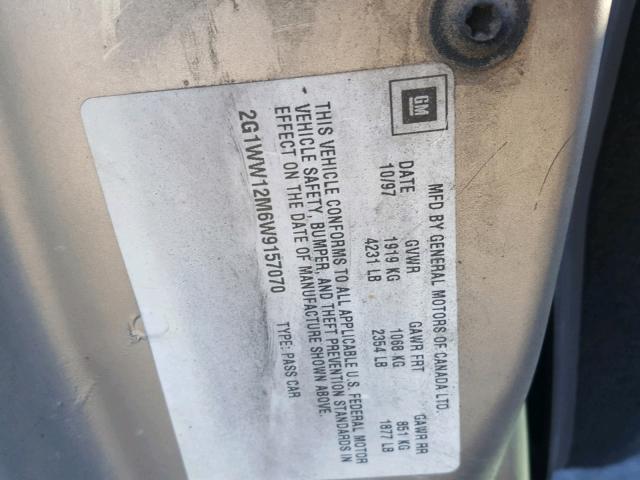 GM
MFD BY GENERAL MOTORS OF CANADA LTD.
DATE GVWR GAWR FRT GAWR RR
10/97 1919 KG 1068 KG 851 KG
4231 LB 2354 LB 1877 LB
THIS VEHICLE CONFORMS TO ALL APPLICABLE U.S. FEDERAL MOTOR
VEHICLE SAFETY, BUMPER, AND THEFT PREVENTION STANDARDS IN
EFFECT ON THE DATE OF MANUFACTURE SHOWN ABOVE.
2G1WW12M6W9157070 TYPE: PASS CAR